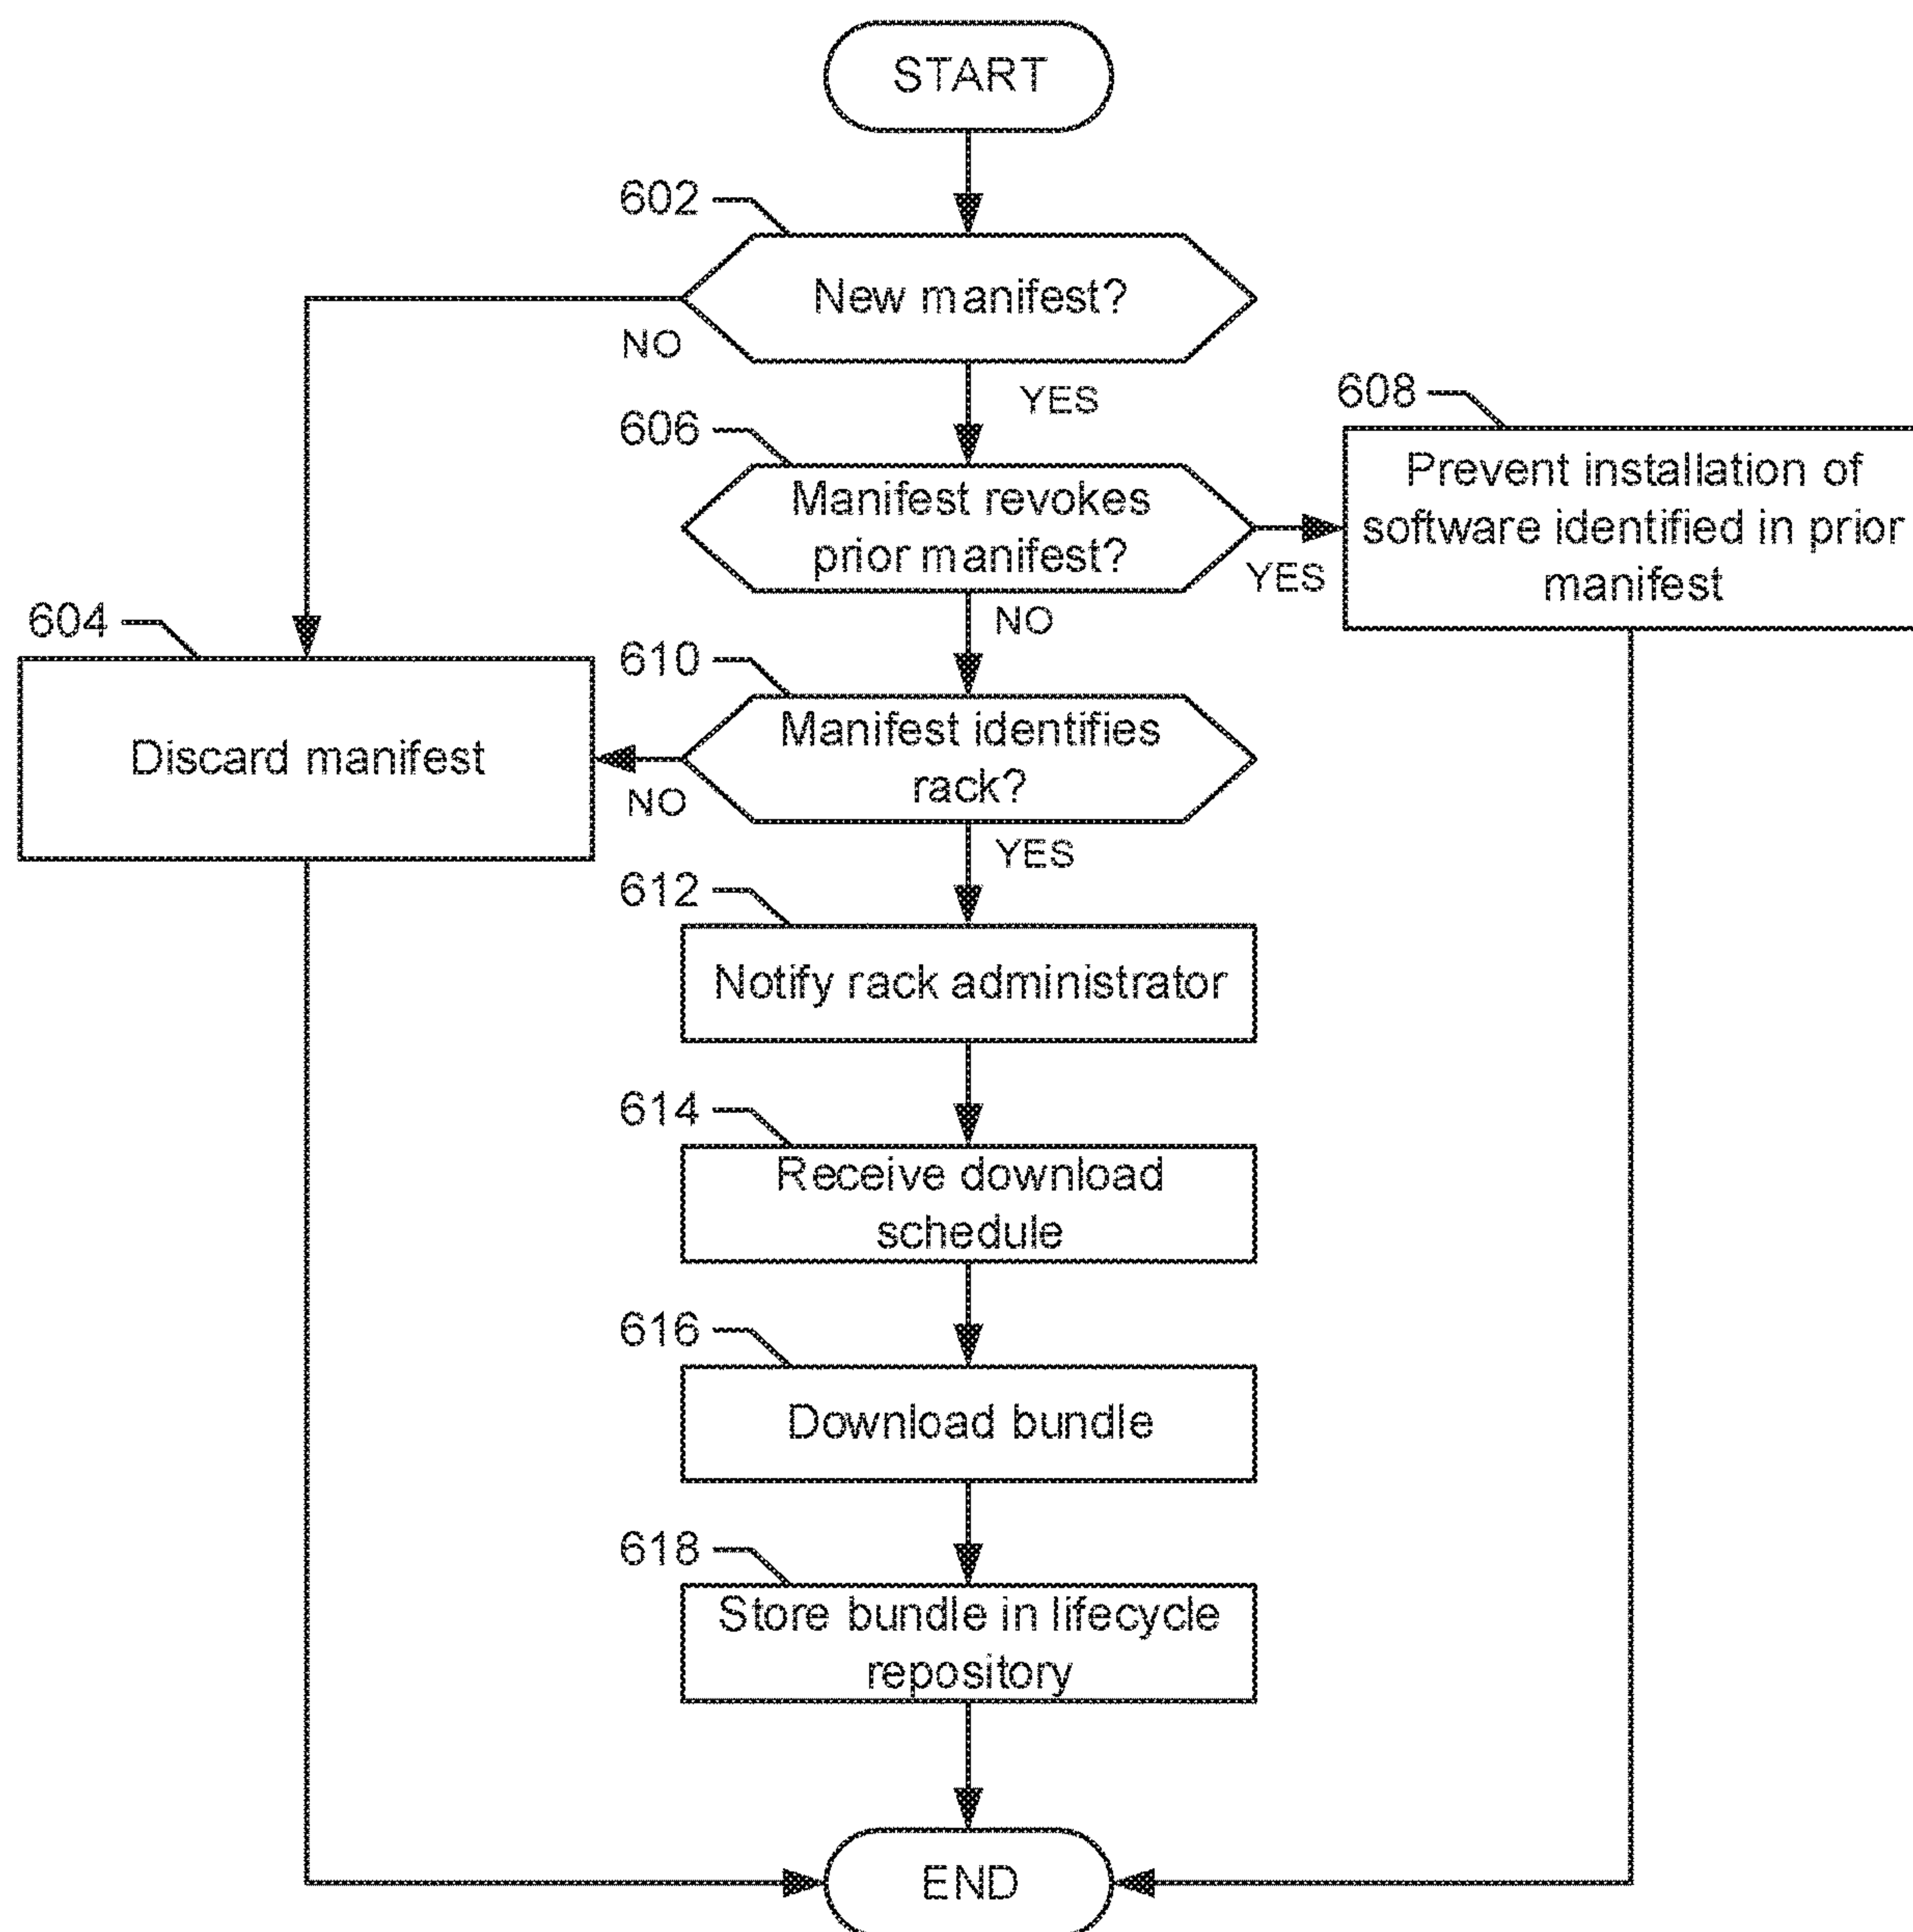 START
602
New manifest?
NO
YES
606
Manifest revokes
prior manifest?
YES
NO
608
Prevent installation of
software identified in prior
manifest
604
Discard manifest
610
Manifest identifies
rack?
NO
YES
612
Notify rack administrator
614
Receive download
schedule
616
Download bundle
618
Store bundle in lifecycle
repository
END